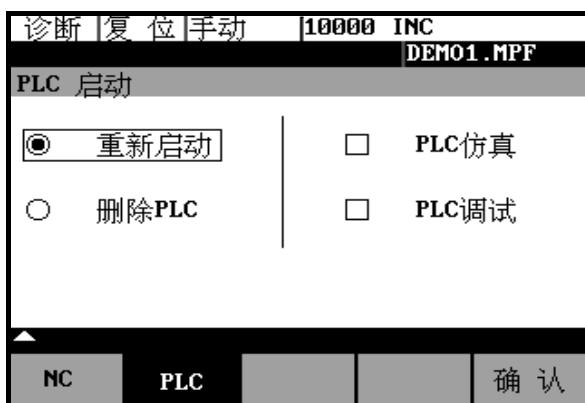 诊断 复 位 手动 10000 INC
DEMO1.MPF
PLC 启动
重新启动 PLC仿真
删除PLC PLC调试
NC PLC 确 认